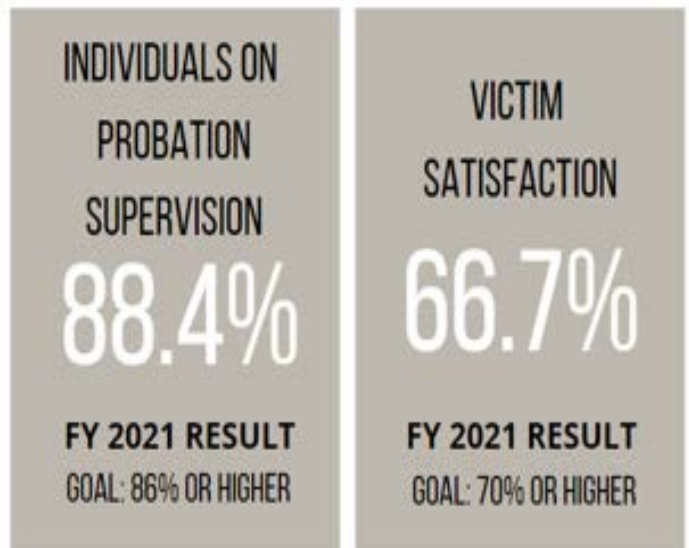 INDIVIDUALS ON
PROBATION
SUPERVISION
88.4%
FY 2021 RESULT
GOAL: 86% OR HIGHER
VICTIM
SATISFACTION
66.7%
FY 2021 RESULT
GOAL: 70% OR HIGHER